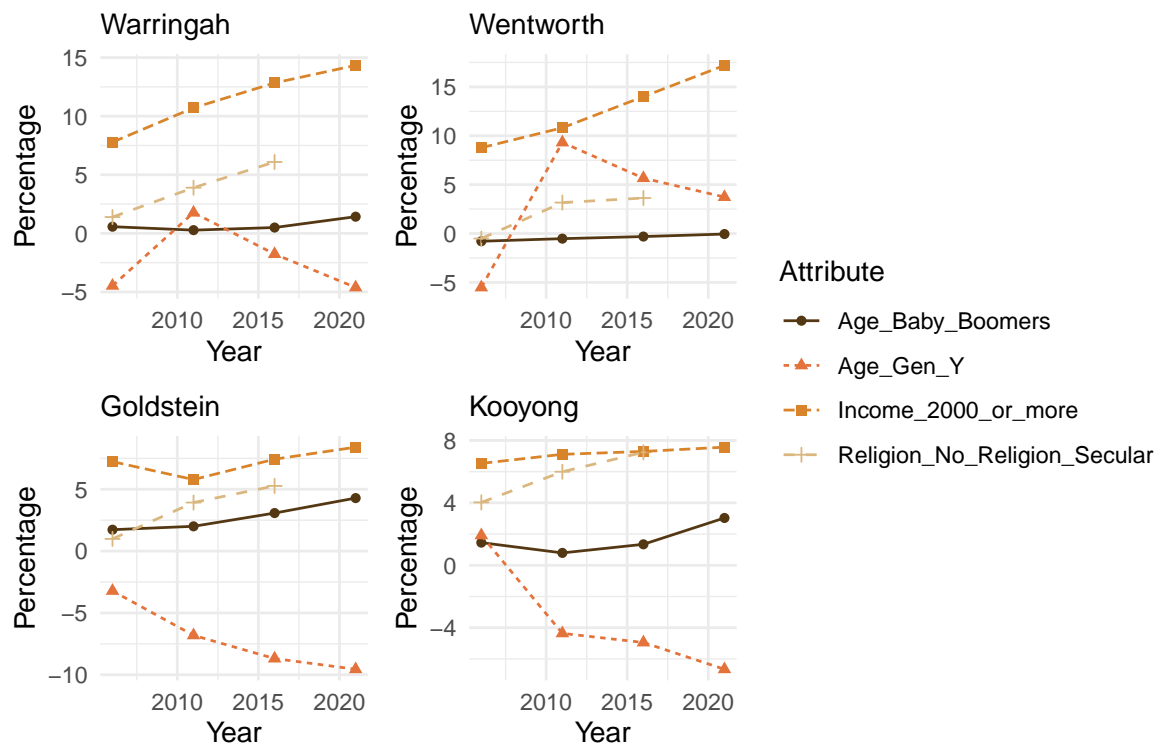 Warringah
Wentworth
Percentage
15
10
5
0
−5
2010 2015 2020
Year
Percentage
15
10
5
0
−5
2010 2015 2020
Year
Goldstein
Kooyong
Percentage
5
0
−5
−10
2010 2015 2020
Year
Percentage
8
4
0
−4
2010 2015 2020
Year
Attribute
Age_Baby_Boomers
Age_Gen_Y
Income_2000_or_more
Religion_No_Religion_Secular